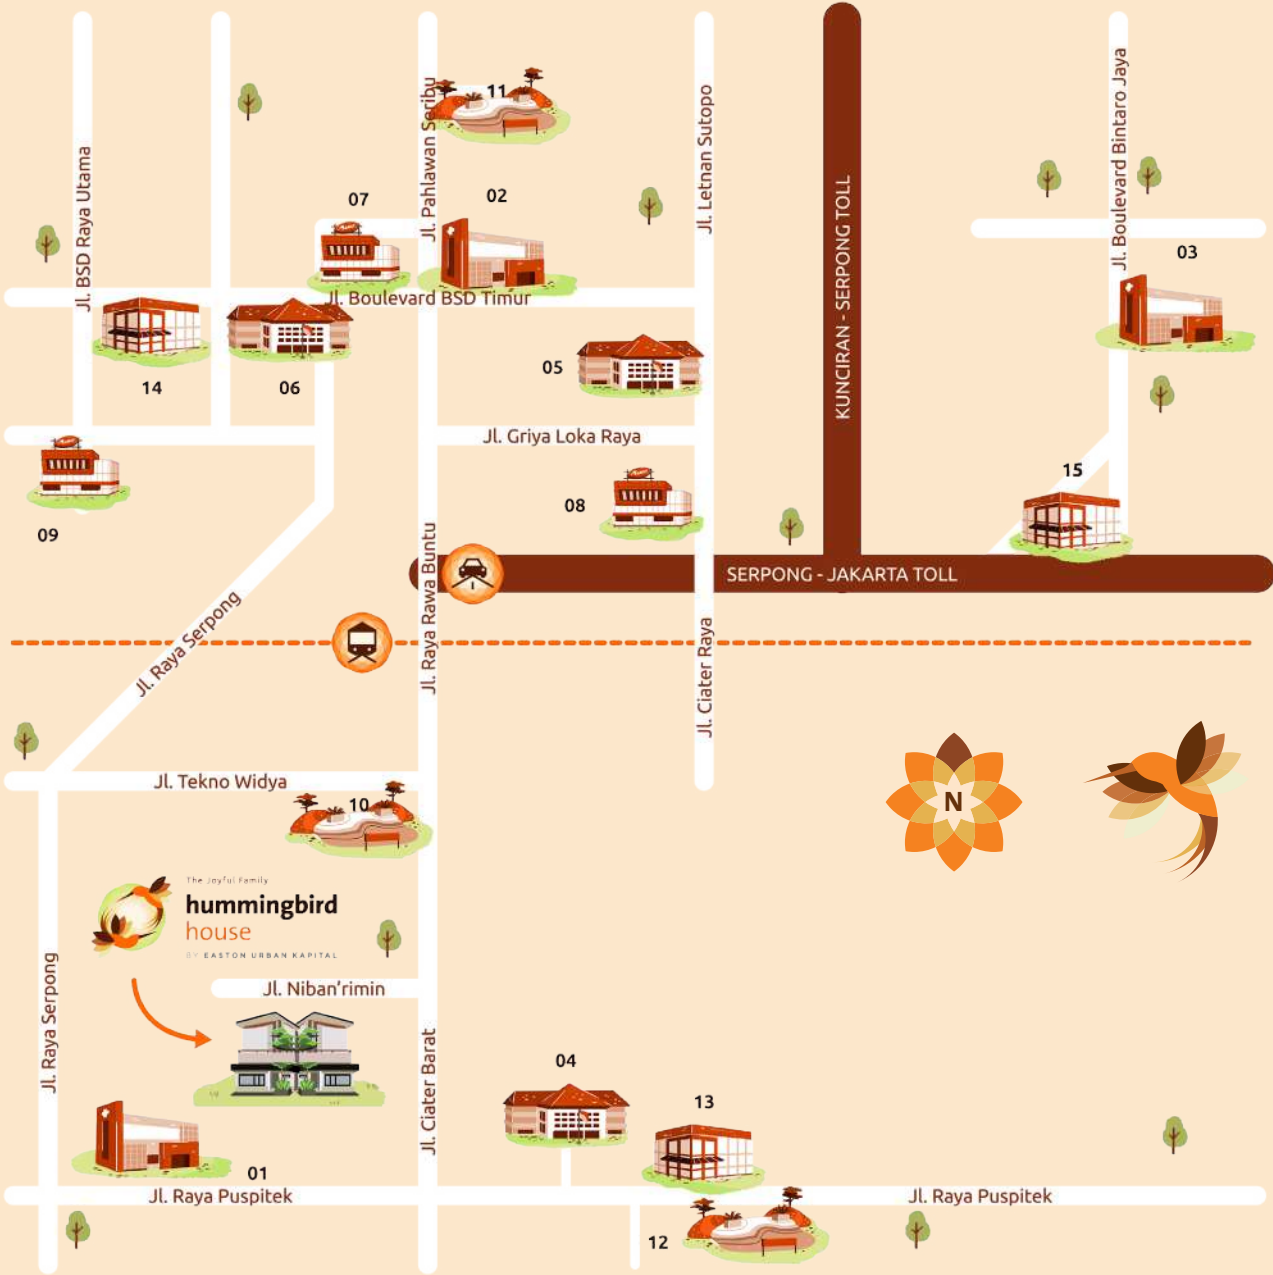 11
Jl. BSD Raya Utama
Jl. Pahlawan Seribu
Jl. Letnan Sutopo
KUNCIRAN - SERPONG TOLL
Jl. Boulevard Bintaro Jaya
07
02
03
Jl. Boulevard BSD Timur
14
06
05
Jl. Griya Loka Raya
15
09
08
Jl. Raya Rawa Buntu
SERPONG - JAKARTA TOLL
Jl. Raya Serpong
Jl. Ciater Raya
Jl. Tekno Widya
10
N
The Joyful Family
hummingbird
house
BY EASTON URBAN KAPITAL
Jl. Niban'rimin
Jl. Raya Serpong
Jl. Ciater Barat
04
13
01
Jl. Raya Puspitek
Jl. Raya Puspitek
12